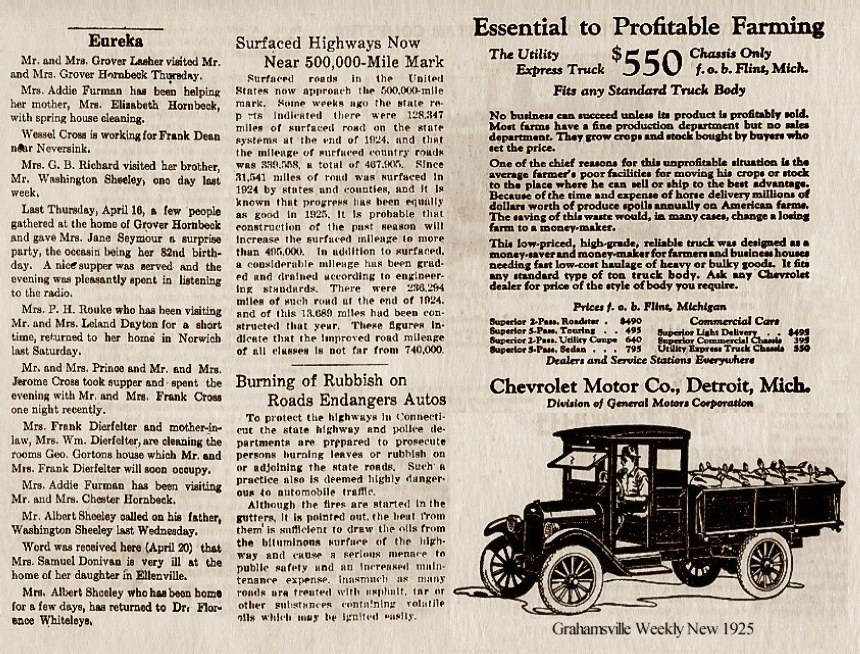 Eureka
Mr. and Mrs. Grover Lasher visited Mr.
and Mrs. Grover Hornbeck Thursday.
Mrs. Addie Furman has been helping
her mother, Mrs. Elizabeth Hornbeck,
with spring house cleaning.
Wessel Cross is working for Frank Dean
near Neversink.
Mrs. G. B. Richard visited her brother,
Mr. Washington Sheeley, one day last
week.
Last Thursday, April 16, a few people
gathered at the home of Grover Hornbeck
and gave Mrs. Jane Seymour a surprise
party, the occasin being her 82nd birth-
day. A nice supper was served and the
evening was pleasantly spent in listening
to the radio.
Mrs. P. H. Rouke who has been visiting
Mr. and Mrs. Leland Dayton for a short
time, returned to her home in Norwich
last Saturday.
Mr. and Mrs. Prince and Mr. and Mrs.
Jerome Cross took supper and spent the
evening with Mr. and Mrs. Frank Cross
one night recently.
Mrs. Frank Dierfelter and mother-in-
law, Mrs. Wm. Dierfelter, are cleaning the
rooms Geo. Gortons house which Mr. and
Mrs. Frank Dierfelter will soon occupy.
Mrs. Addie Furman has been visiting
Mr. and Mrs. Chester Hornbeck.
Mr. Albert Sheeley called on his father,
Washington Sheeley last Wednesday.
Word was received here (April 20) that
Mrs. Samuel Donivan is very ill at the
home of her daughter in Ellenville.
Mrs. Albert Sheeley who has been home
for a few days, has returned to Dr. Flor-
ence Whiteleys.
Surfaced Highways Now
Near 500,000-Mile Mark
Surfaced roads in the United
States now approach the 500,000-mile
mark. Some weeks ago the state re-
p rts indicated there were 128,347
miles of surfaced road on the state
systems at the end of 1924, and that
the mileage of surfaced country roads
was 339,558, a total of 467,905. Since
31,541 miles of road was surfaced in
1924 by states and counties, and it is
known that progress has been equally
as good in 1925, it is probable that
construction of the past season will
increase the surfaced mileage to more
than 495,000. In addition to surfaced,
a considerable mileage has been grad-
ed and drained according to engineer-
ing standards. There were 236,294
miles of such road at the end of 1924,
and of this 13,689 miles had been con-
structed that year. These figures in-
dicate that the improved road mileage
of all classes is not far from 740,000.
Burning of Rubbish on
Roads Endangers Autos
To protect the highways in Connecti-
cut the state highway and police de-
partments are prepared to prosecute
persons burning leaves or rubbish on
or adjoining the state roads. Such a
practice also is deemed highly danger-
ous to automobile traffic.
Although the fires are started in the
gutters, it is pointed out, the heat from
them is sufficient to draw the oils from
the bituminous surface of the high-
way and cause a serious menace to
public safety and an increased main-
tenance expense, inasmuch as many
roads are treated with asphalt, tar or
other substances containing volatile
oils which may be ignited easily.
Essential to Profitable Farming
The Utility Express Truck $550 Chassis Only f. o. b. Flint, Mich.
Fits any Standard Truck Body
No business can succeed unless its product is profitably sold.
Most farms have a fine production department but no sales
department. They grow crops and stock bought by buyers who
set the price.
One of the chief reasons for this unprofitable situation is the
average farmer's poor facilities for moving his crops or stock
to the place where he can sell or ship to the best advantage.
Because of the time and expense of horse delivery millions of
dollars worth of produce spoils annually on American farms.
The saving of this waste would, in many cases, change a losing
farm to a money-maker.
This low-priced, high-grade, reliable truck was designed as a
money-saver and money-maker for farmers and business houses
needing fast low-cost haulage of heavy or bulky goods. It fits
any standard type of ton truck body. Ask any Chevrolet
dealer for price of the style of body you require.
Prices f. o. b. Flint, Michigan
Superior 2-Pass. Roadster . $490
Superior 5-Pass. Touring . . 495
Superior 2-Pass. Utility Coupe 640
Superior 5-Pass. Sedan . . 795
Commercial Cars
Superior Light Delivery . . $495
Superior Commercial Chassis 395
Utility Express Truck Chassis 550
Dealers and Service Stations Everywhere
Chevrolet Motor Co., Detroit, Mich.
Division of General Motors Corporation
Grahamsville Weekly New 1925